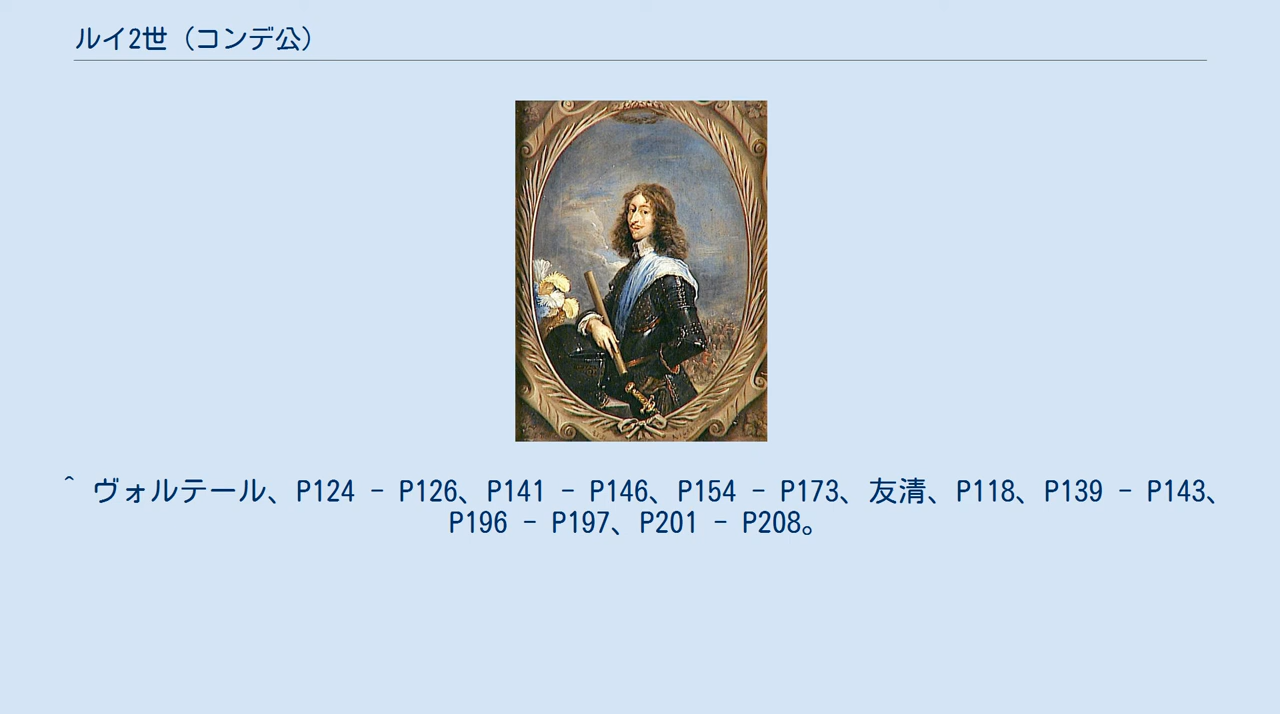 ルイ2世（コンデ公）
^ ヴォルテール、P124 - P126、P141 - P146、P154 - P173、友清、P118、P139 - P143、
P196 - P197、P201 - P208。